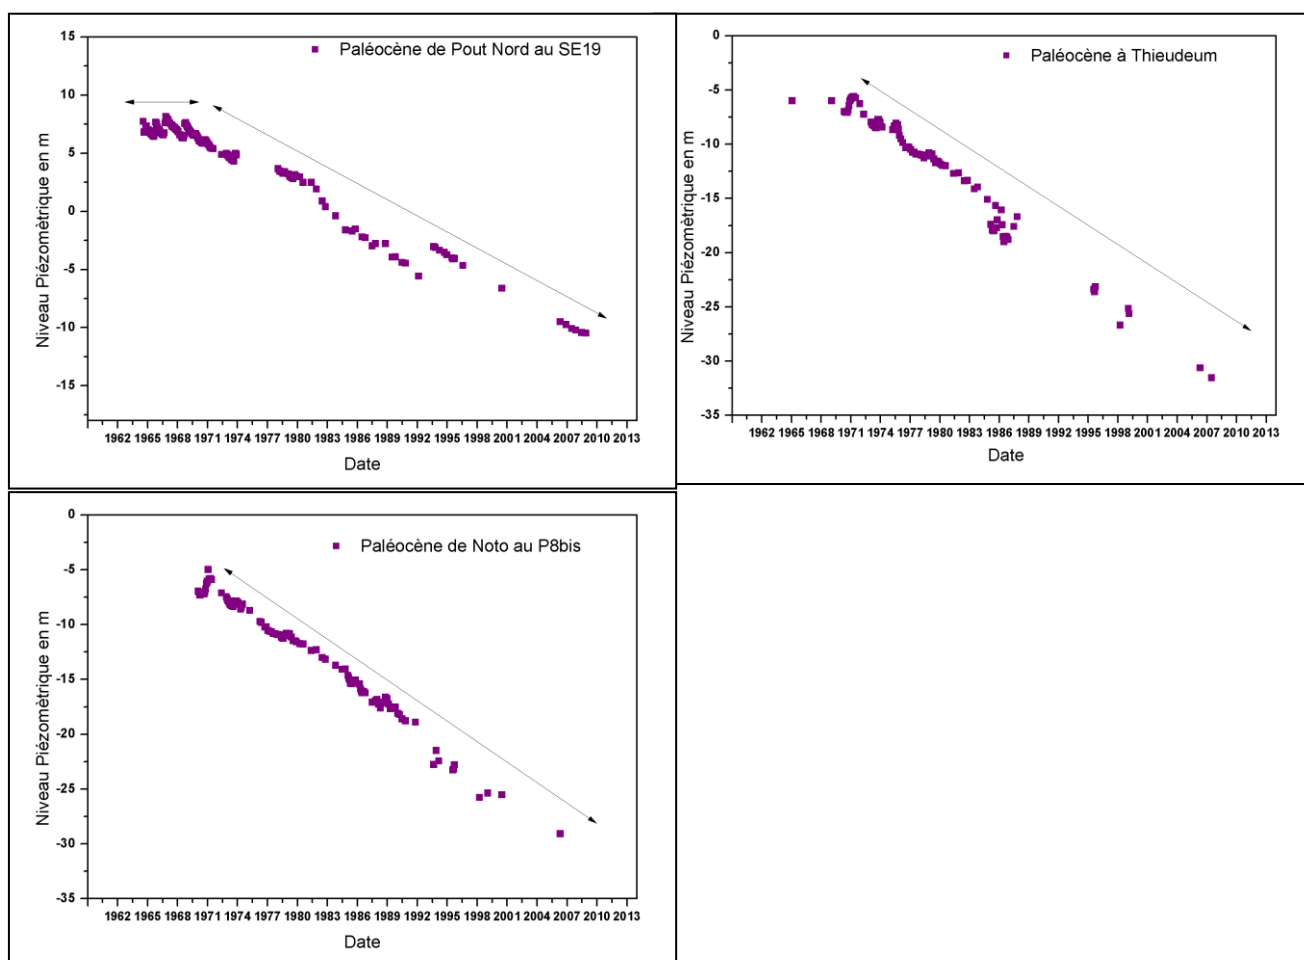 Paléocène de Pout Nord au SE19
Niveau Piézomètrique en m
15
10
5
0
-5
-10
-15
1962 1965 1968 1971 1974 1977 1980 1983 1986 1989 1992 1995 1998 2001 2004 2007 2010 2013
Date
Paléocène à Thieudeum
Niveau Piézomètrique en m
0
-5
-10
-15
-20
-25
-30
-35
1962 1965 1968 1971 1974 1977 1980 1983 1986 1989 1992 1995 1998 2001 2004 2007 2010 2013
Date
Paléocène de Noto au P8bis
Niveau Piézomètrique en m
0
-5
-10
-15
-20
-25
-30
-35
1962 1965 1968 1971 1974 1977 1980 1983 1986 1989 1992 1995 1998 2001 2004 2007 2010 2013
Date